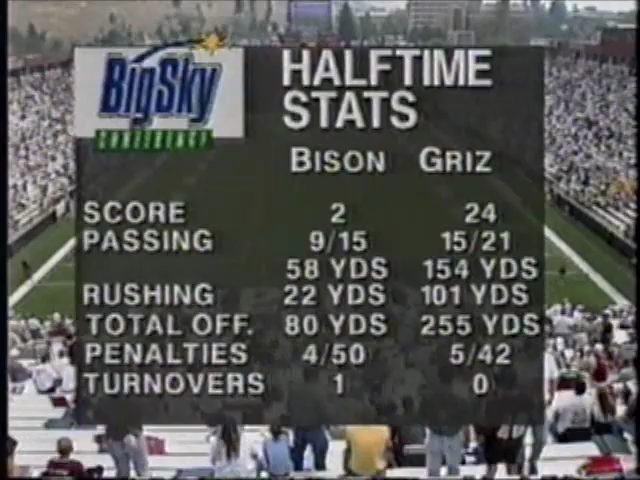 BigSky
CONFERENCE
HALFTIME
STATS
BISON GRIZ
SCORE 2 24
PASSING 9/15 15/21
58 YDS 154 YDS
RUSHING 22 YDS 101 YDS
TOTAL OFF. 80 YDS 255 YDS
PENALTIES 4/50 5/42
TURNOVERS 1 0